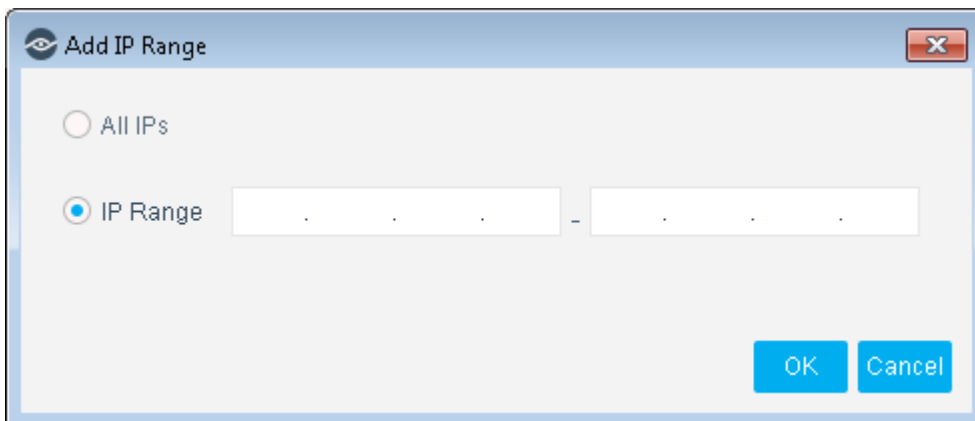 Add IP Range
All IPs
IP Range . . . - . . .
OK Cancel